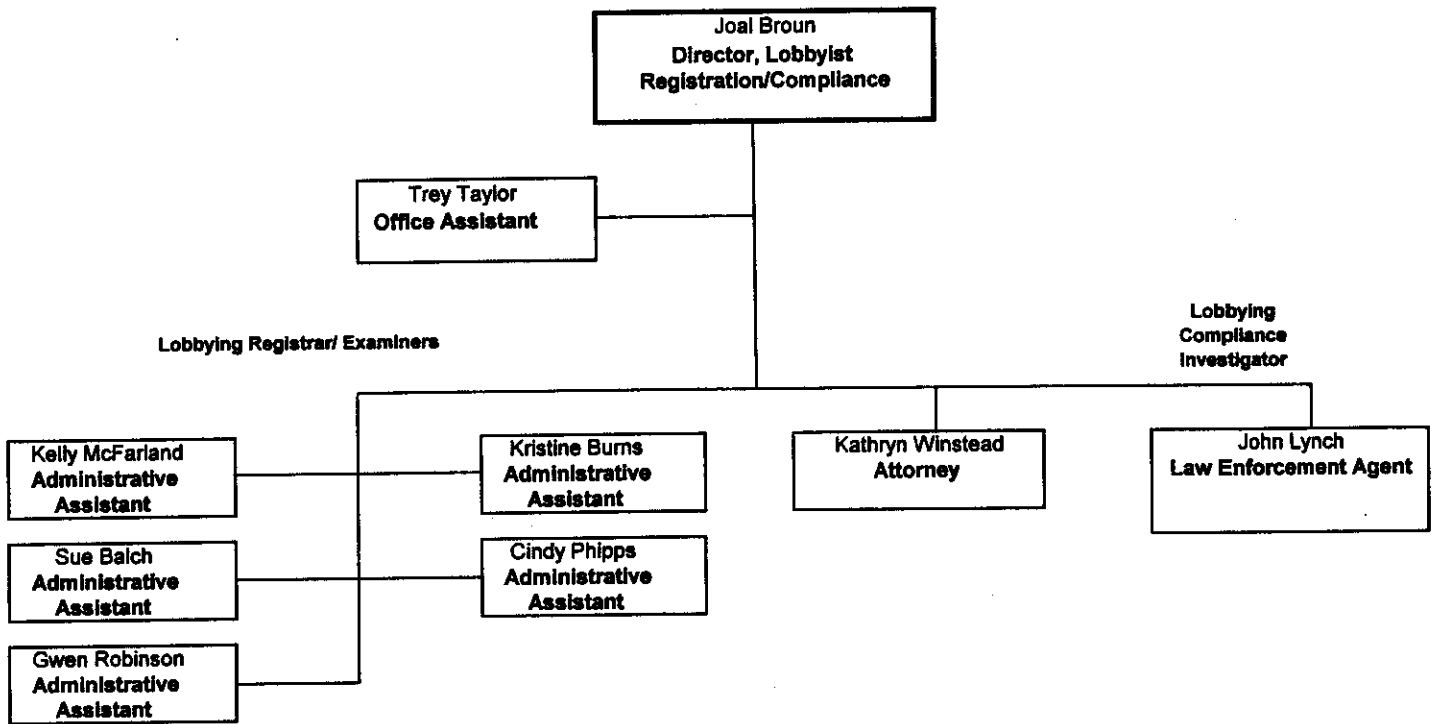 Joal Broun
Director, Lobbyist
Registration/Compliance
Trey Taylor
Office Assistant
Lobbying Registrar/ Examiners
Lobbying
Compliance
Investigator
Kelly McFarland
Administrative
Assistant
Kristine Burns
Administrative
Assistant
Kathryn Winstead
Attorney
John Lynch
Law Enforcement Agent
Sue Balch
Administrative
Assistant
Cindy Phipps
Administrative
Assistant
Gwen Robinson
Administrative
Assistant